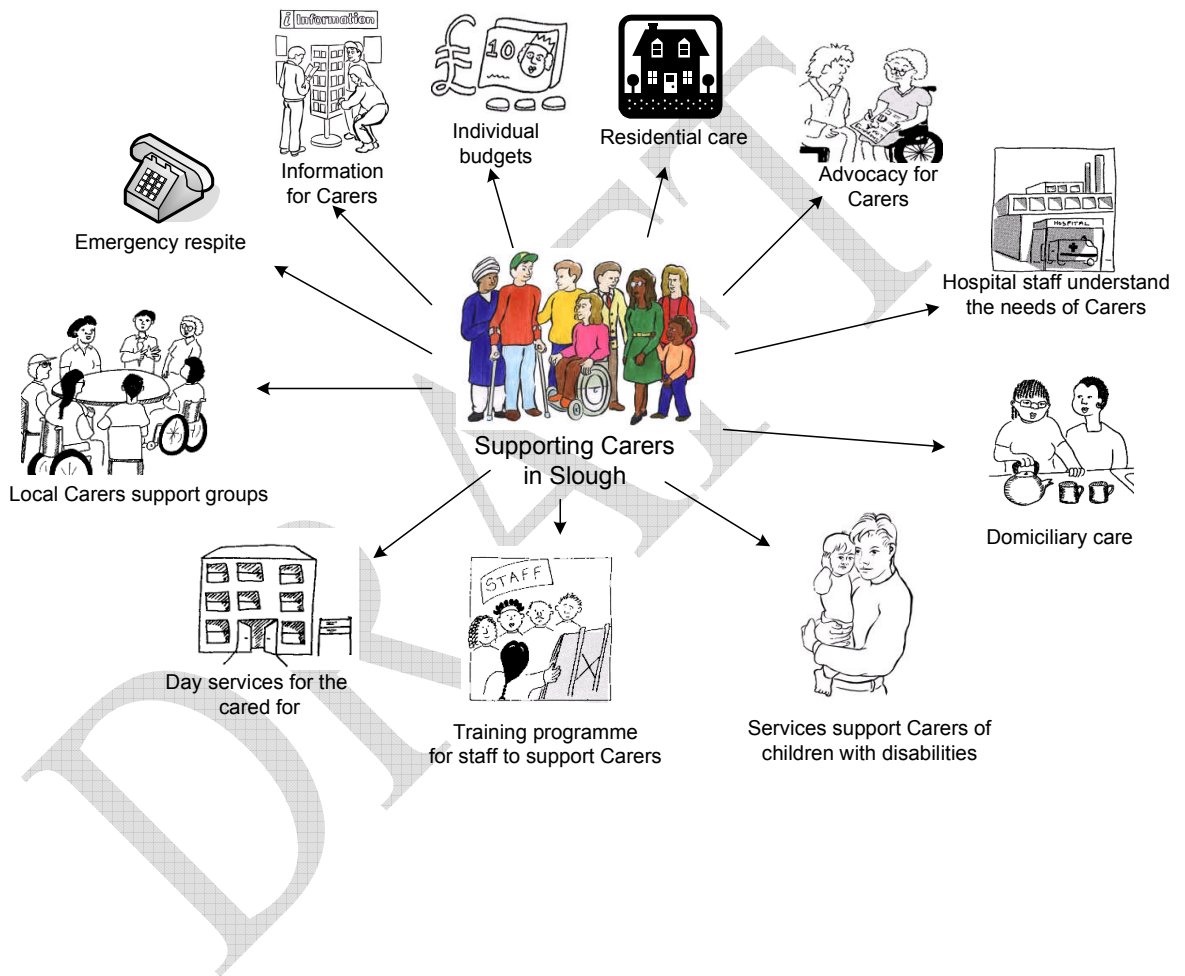 i Information
10
£
Information
for Carers
Individual
budgets
Residential care
Advocacy for
Carers
Emergency respite
HOSPITAL
Hospital staff understand
the needs of Carers
Supporting Carers
in Slough
Local Carers support groups
Domiciliary care
STAFF
Day services for the
cared for
Training programme
for staff to support Carers
Services support Carers of
children with disabilities
DRAFT